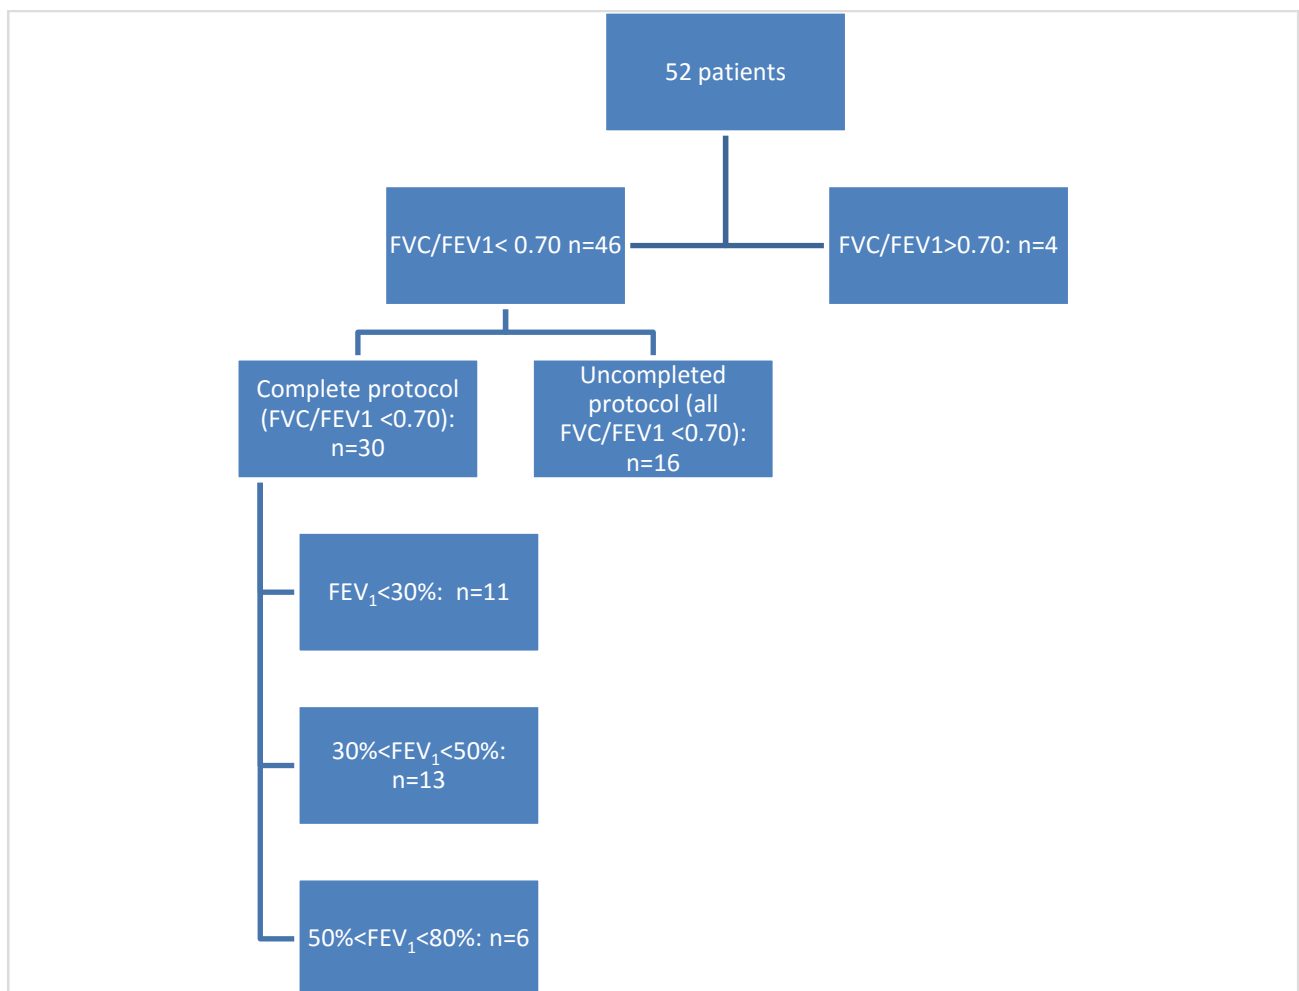 52 patients
FVC/FEV1< 0.70 n=46
FVC/FEV1>0.70: n=4
Complete protocol
(FVC/FEV1 <0.70):
n=30
Uncompleted
protocol (all
FVC/FEV1 <0.70):
n=16
FEV₁<30%:  n=11
30%<FEV₁<50%:
n=13
50%<FEV₁<80%: n=6